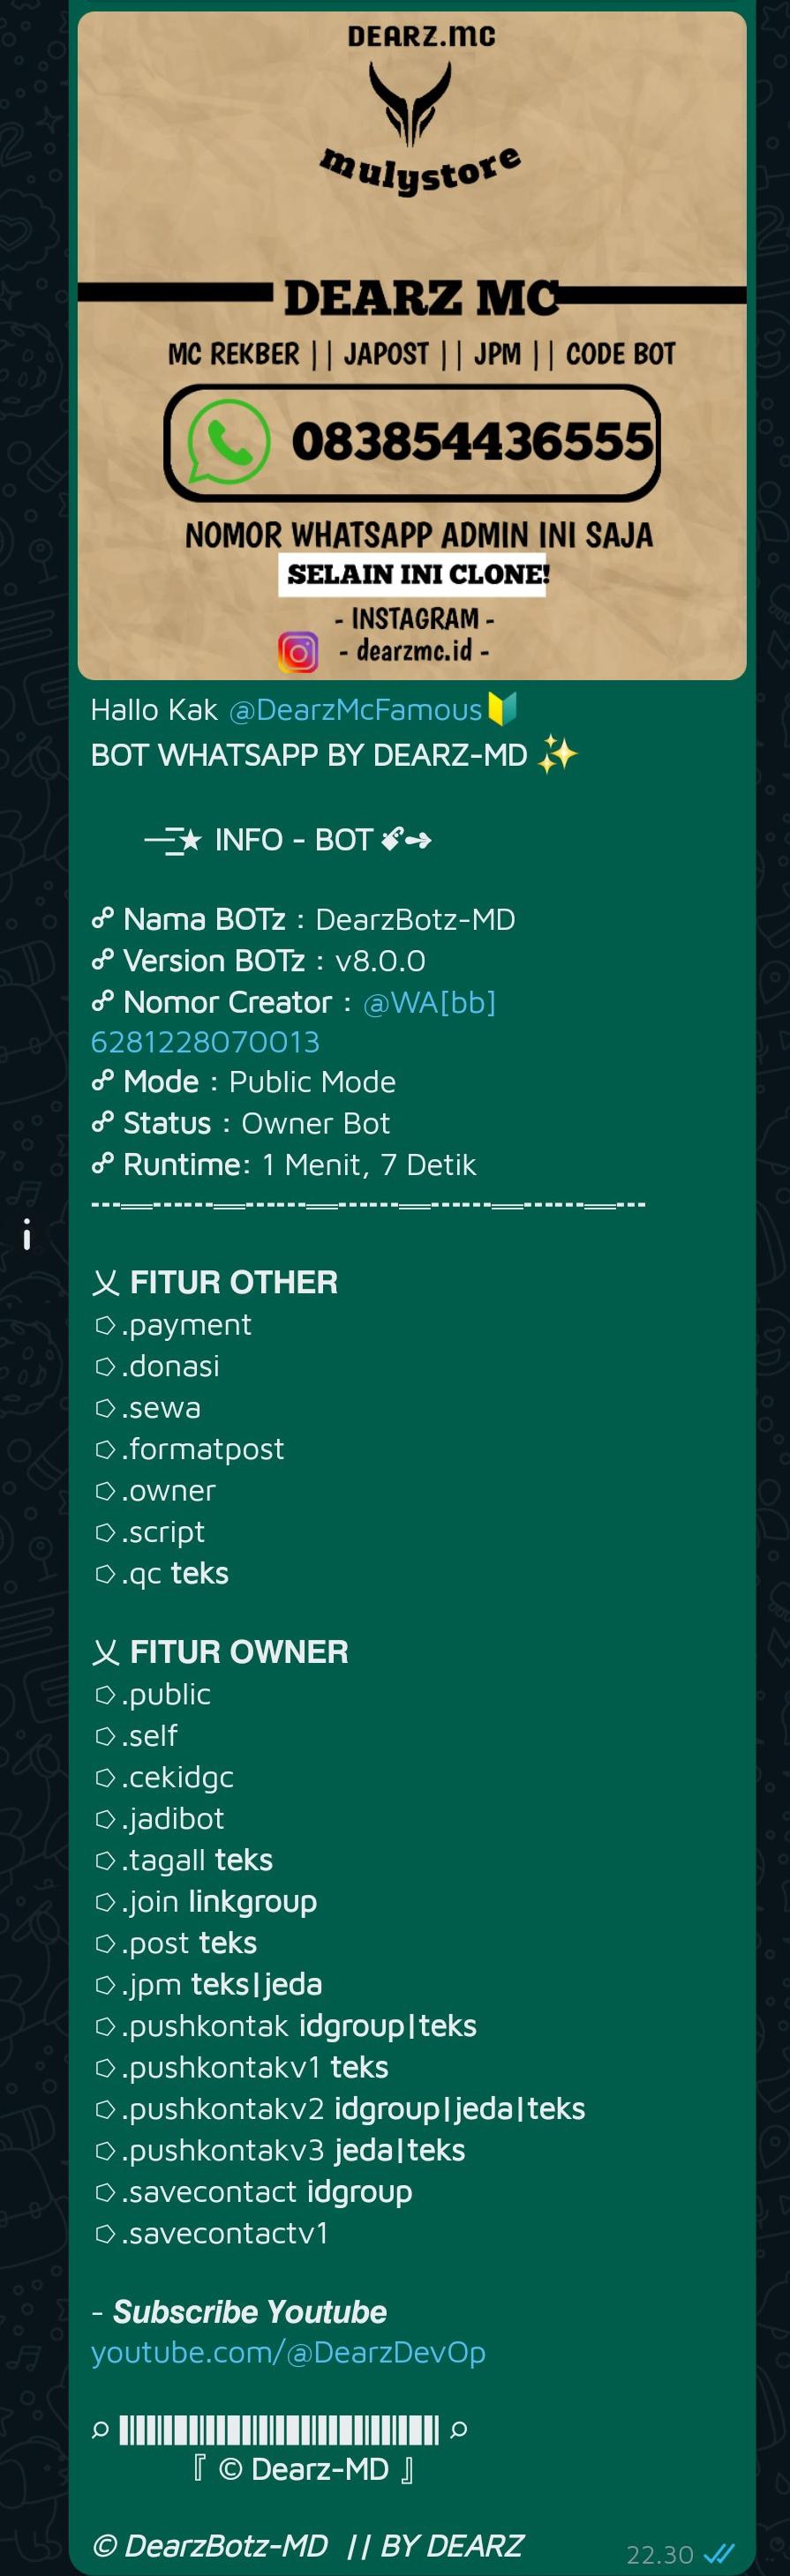 DEARZ.MC
mulystore
DEARZ MC
MC REKBER || JAPOST || JPM || CODE BOT
083854436555
NOMOR WHATSAPP ADMIN INI SAJA
SELAIN INI CLONE!
- INSTAGRAM -
- dearzmc.id -
Hallo Kak @DearzMcFamous🔰
BOT WHATSAPP BY DEARZ-MD ✨
—͟͟͞͞★ INFO - BOT ꗄ➺
☍ Nama BOTz : DearzBotz-MD
☍ Version BOTz : v8.0.0
☍ Nomor Creator : @WA[bb]
6281228070013
☍ Mode : Public Mode
☍ Status : Owner Bot
☍ Runtime: 1 Menit, 7 Detik
---‗‗------‗‗------‗‗------‗‗------‗‗------‗‗---
乂 FITUR OTHER
⭔.payment
⭔.donasi
⭔.sewa
⭔.formatpost
⭔.owner
⭔.script
⭔.qc teks
乂 FITUR OWNER
⭔.public
⭔.self
⭔.cekidgc
⭔.jadibot
⭔.tagall teks
⭔.join linkgroup
⭔.post teks
⭔.jpm teks|jeda
⭔.pushkontak idgroup|teks
⭔.pushkontakv1 teks
⭔.pushkontakv2 idgroup|jeda|teks
⭔.pushkontakv3 jeda|teks
⭔.savecontact idgroup
⭔.savecontactv1
- Subscribe Youtube
youtube.com/@DearzDevOp
『 © Dearz-MD 』
© DearzBotz-MD || BY DEARZ
22.30